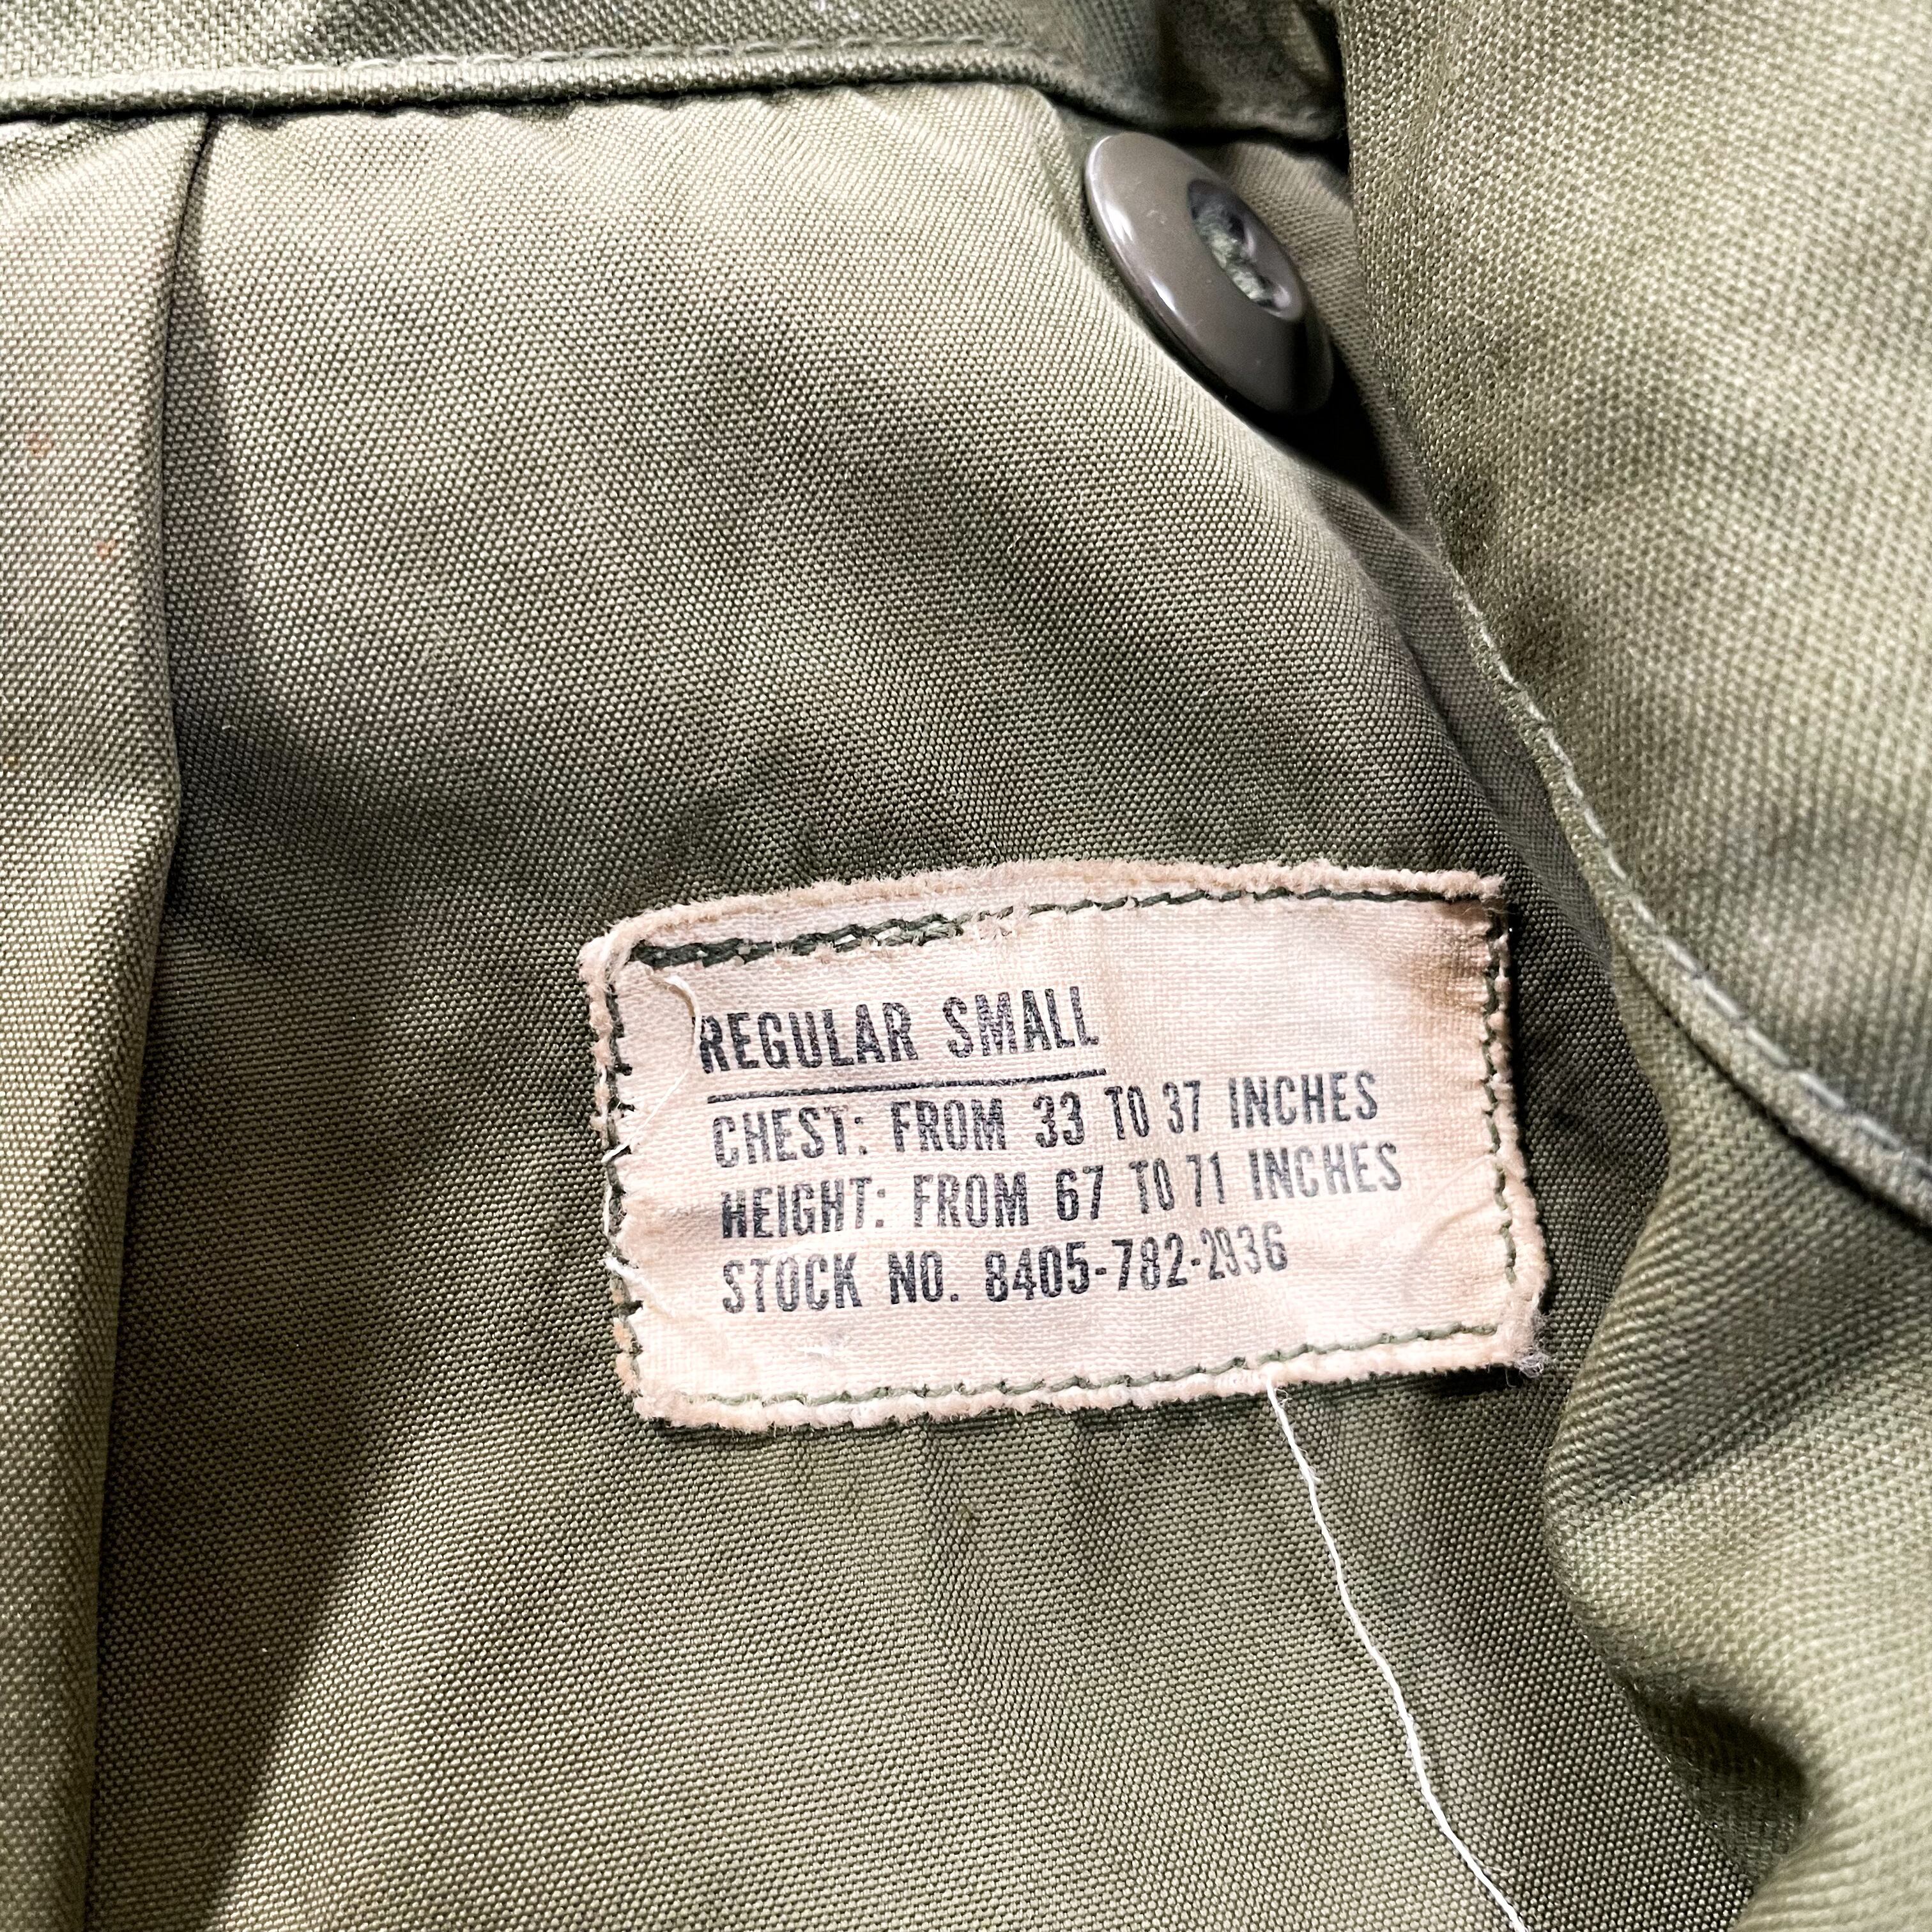 REGULAR SMALL
CHEST: FROM 33 TO 37 INCHES
HEIGHT: FROM 67 TO 71 INCHES
STOCK NO. 8405-782-2936